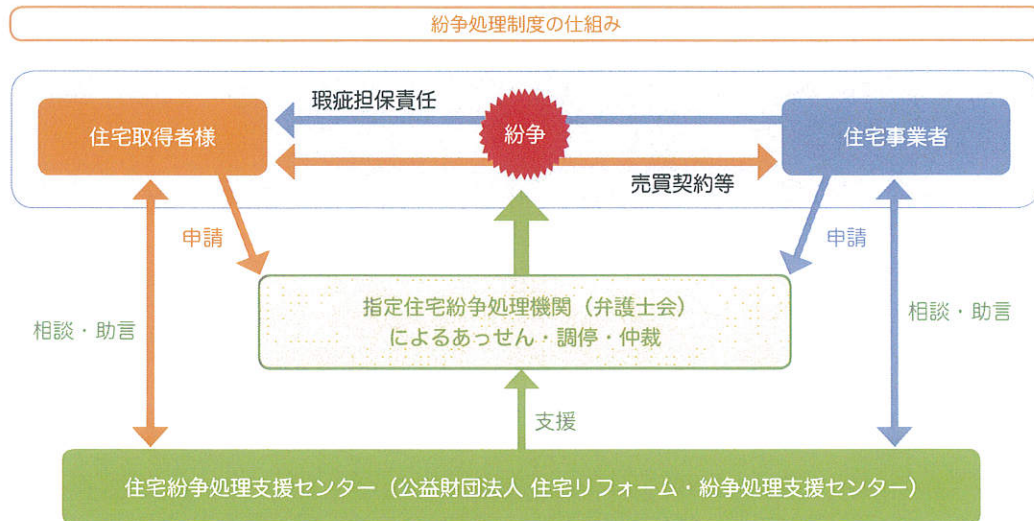 紛争処理制度の仕組み
瑕疵担保責任
住宅取得者様
紛争
住宅事業者
売買契約等
申請
申請
指定住宅紛争処理機関（弁護士会）
によるあっせん・調停・仲裁
相談・助言
相談・助言
支援
住宅紛争処理支援センター（公益財団法人 住宅リフォーム・紛争処理支援センター）